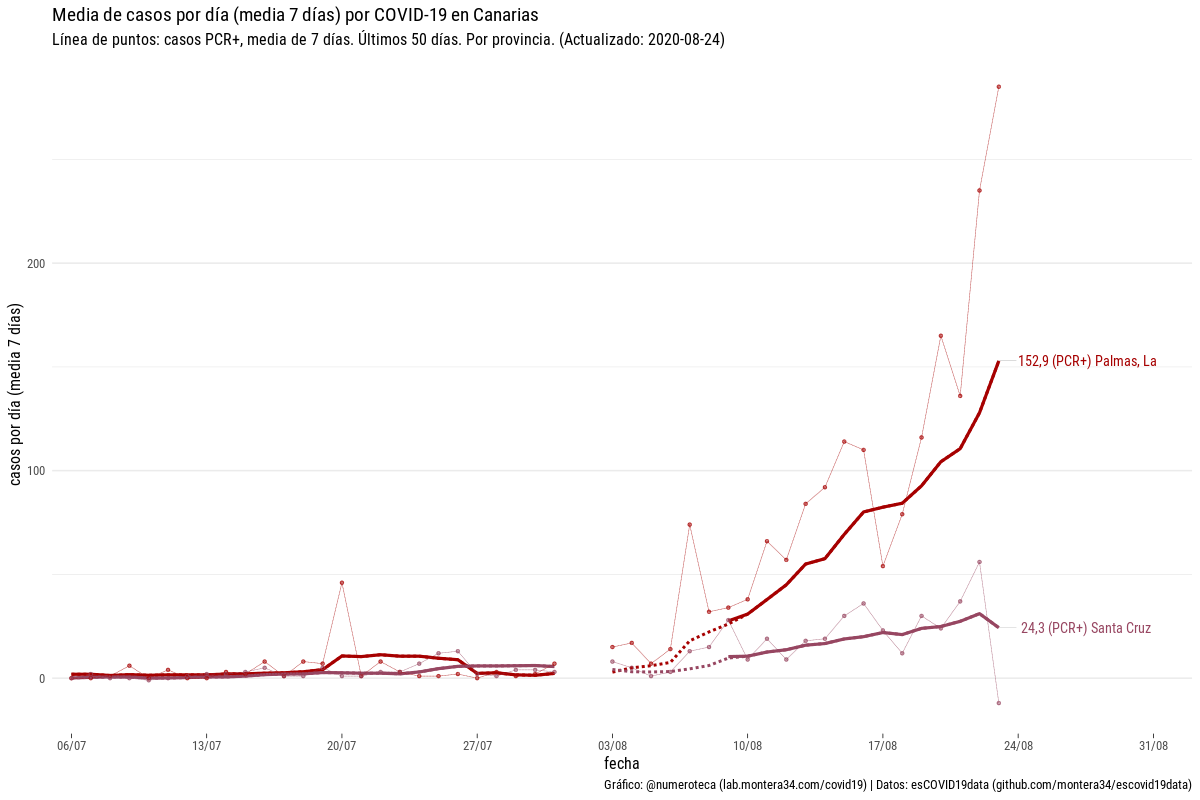 Media de casos por día (media 7 días) por COVID-19 en Canarias
Línea de puntos: casos PCR+, media de 7 días. Últimos 50 días. Por provincia. (Actualizado: 2020-08-24)
casos por día (media 7 días)
200
100
0
152,9 (PCR+) Palmas, La
24,3 (PCR+) Santa Cruz
06/07
13/07
20/07
27/07
03/08
10/08
17/08
24/08
31/08
fecha
Gráfico: @numeroteca (lab.montera34.com/covid19) | Datos: esCOVID19data (github.com/montera34/escovid19data)